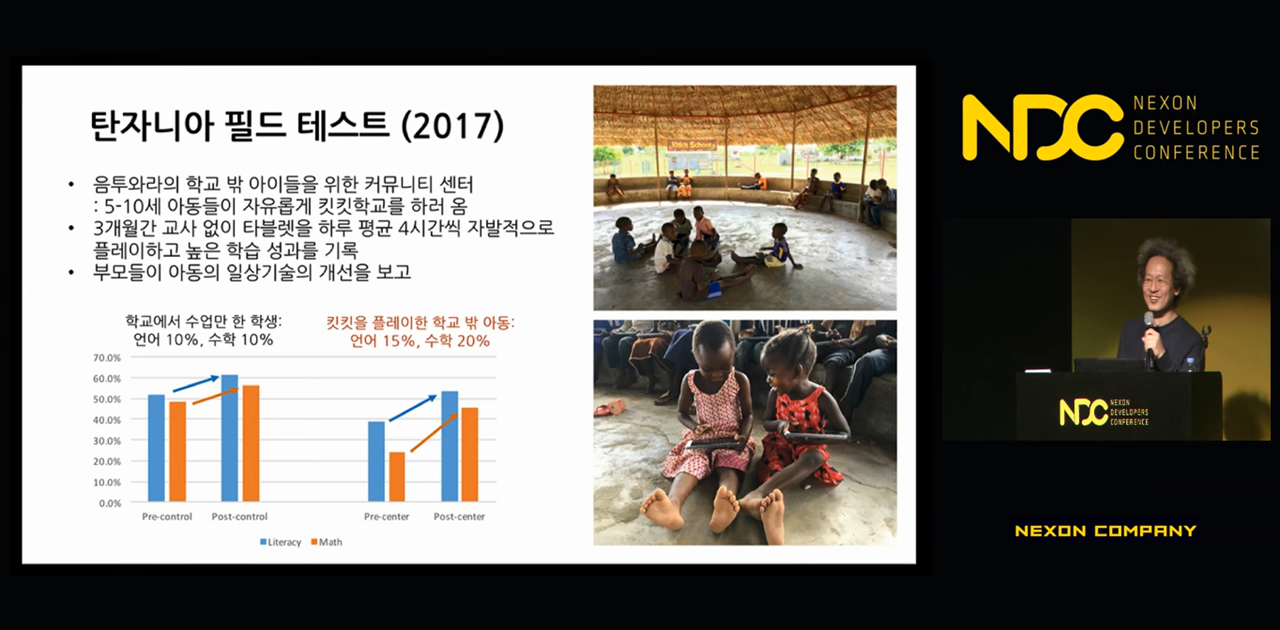 탄자니아 필드 테스트 (2017)
• 음투와라의 학교 밖 아이들을 위한 커뮤니티 센터
: 5-10세 아동들이 자유롭게 킷킷학교를 하러 옴
• 3개월간 교사 없이 타블렛을 하루 평균 4시간씩 자발적으로
플레이하고 높은 학습 성과를 기록
• 부모들이 아동의 일상기술의 개선을 보고
학교에서 수업만 한 학생:
언어 10%, 수학 10%
킷킷을 플레이한 학교 밖 아동:
언어 15%, 수학 20%
70.0%
60.0%
50.0%
40.0%
30.0%
20.0%
10.0%
0.0%
Pre-control
Post-control
Pre-center
Post-center
Literacy
Math
NDC
NEXON
DEVELOPERS
CONFERENCE
NDC
NEXON
DEVELOPERS
CONFERENCE
NEXON COMPANY